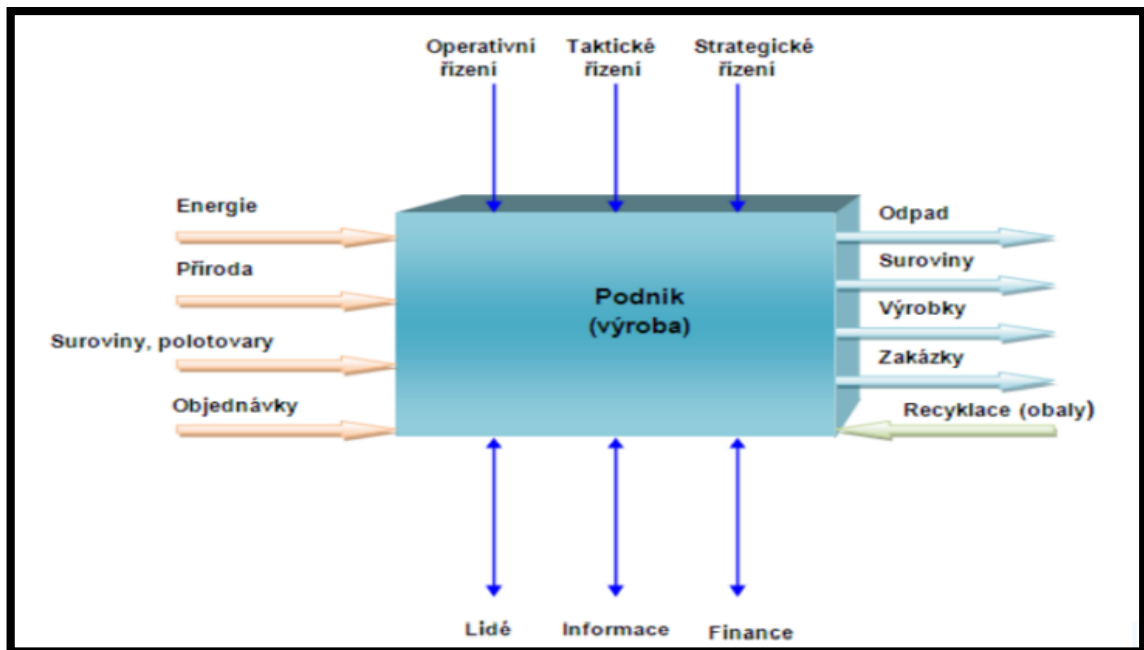 Operativní
řízení
Taktické
řízení
Strategické
řízení
Energie
Příroda
Suroviny, polotovary
Objednávky
Podnik
(výroba)
Odpad
Suroviny
Výrobky
Zakázky
Recyklace (obaly)
Lidé
Informace
Finance